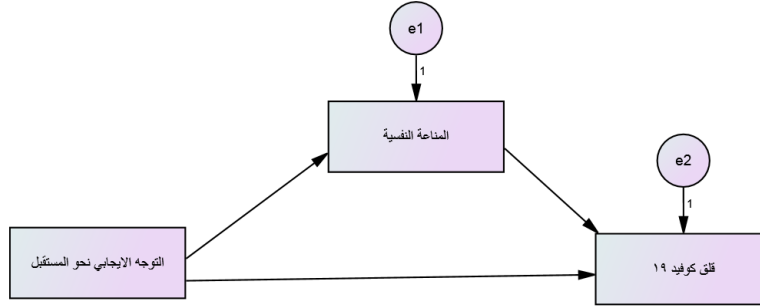 e1
1
المناعة النفسية
e2
1
التوجه الايجابي نحو المستقبل
قلق كوفيد ١٩